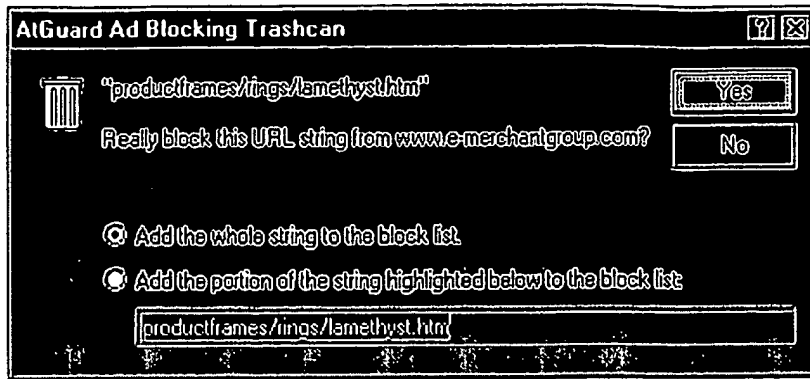 AtGuard Ad Blocking Trashcan
"productframes/rings/lamethyst.htm"
Yes
Really block this URL string from www.e-merchantgroup.com?
No
Add the whole string to the block list.
Add the portion of the string highlighted below to the block list:
productframes/rings/lamethyst.htm